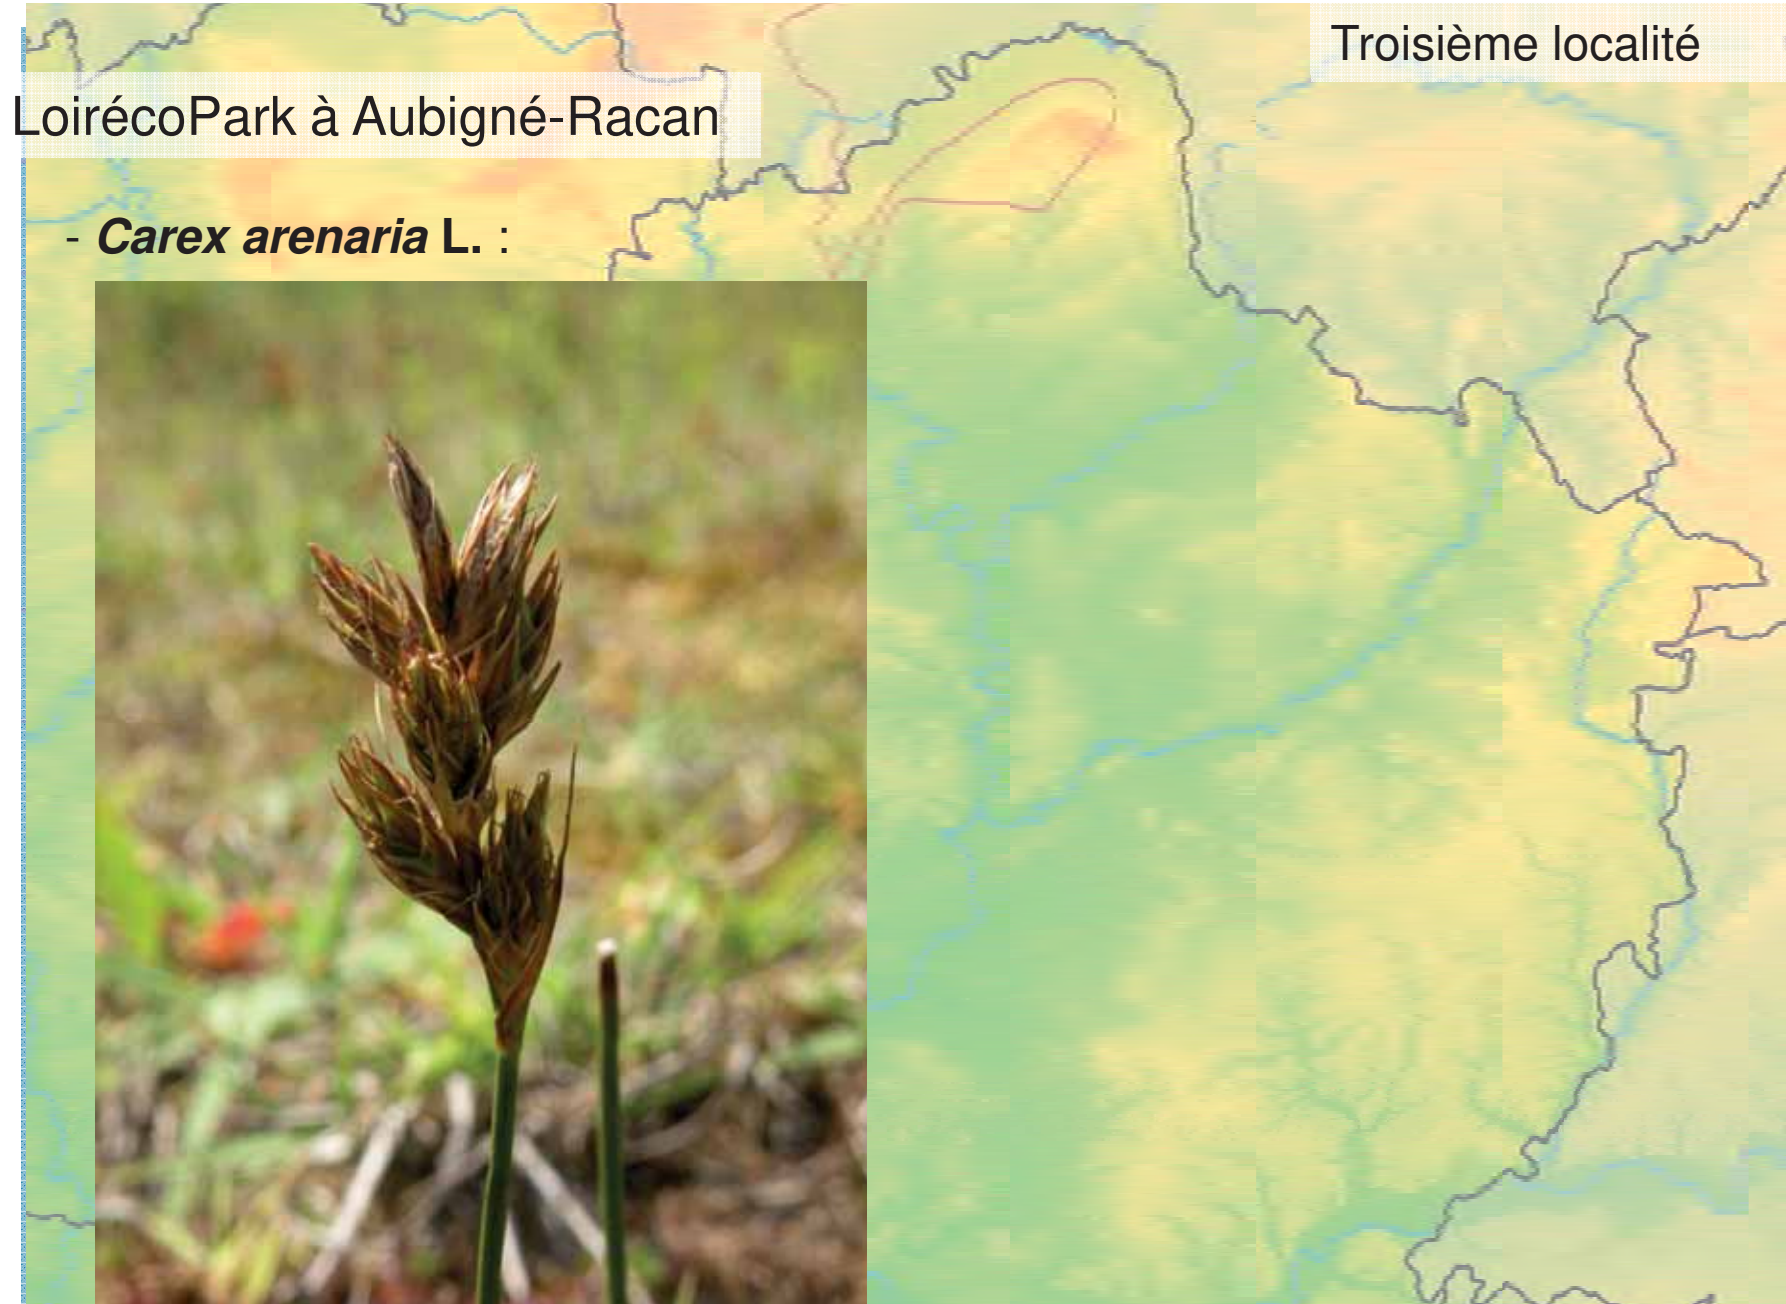 Troisième localité
LoirécoPark à Aubigné-Racan
- Carex arenaria L. :